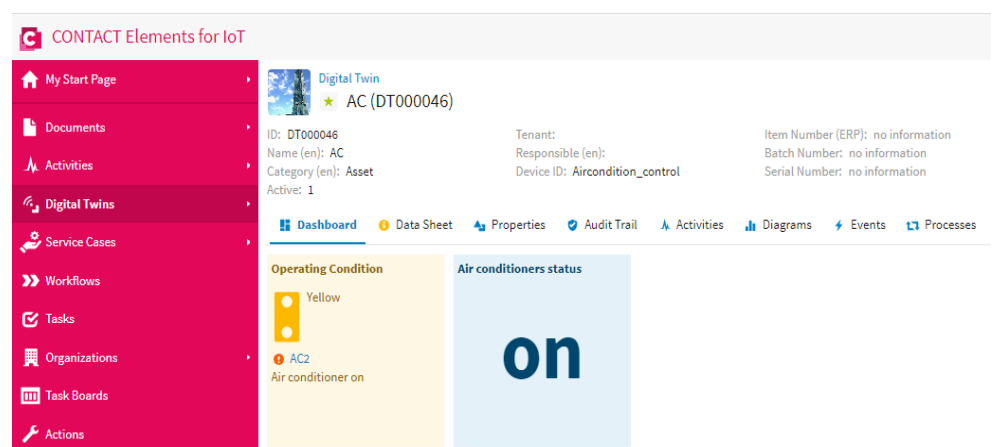 CONTACT Elements for IoT
My Start Page
Documents
Activities
Digital Twins
Service Cases
Workflows
Tasks
Organizations
Task Boards
Actions
Digital Twin
AC (DT000046)
ID: DT000046
Name (en): AC
Category (en): Asset
Active: 1
Tenant:
Responsible (en):
Device ID: Aircondition_control
Item Number (ERP): no information
Batch Number: no information
Serial Number: no information
Dashboard Data Sheet Properties Audit Trail Activities Diagrams Events Processes
Operating Condition
Yellow
AC2
Air conditioner on
Air conditioners status
on